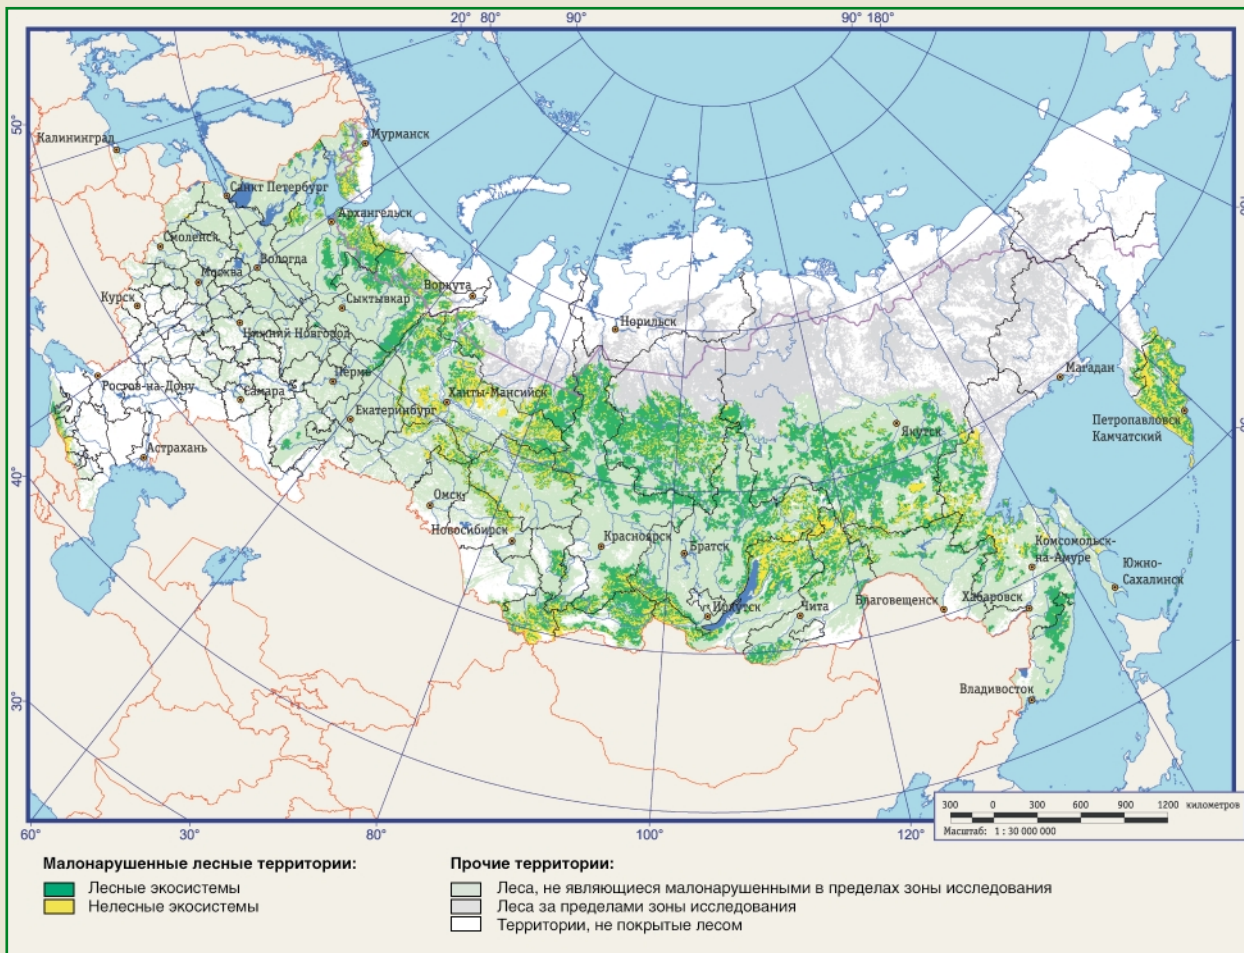 20° 80° 90° 90° 180°
50°
Калининград
Мурманск
Санкт Петербург
Архангельск
Смоленск
Вологда
Москва
Воркута
Курск
Сыктывкар
Норильск
Нижний Новгород
Магадан
Ростов-на-Дону
Пермь
Самара
Ханты-Мансийск
Екатеринбург
Петропавловск
Камчатский
Якутск
Астрахань
40°
Омск
Новосибирск
Красноярск
Братск
Комсомольск-
на-Амуре
Южно-
Сахалинск
Иркутск
Чита
Благовещенск
Хабаровск
Владивосток
30°
300 0 300 600 900 1200 километров
Масштаб: 1 : 30 000 000
60° 30° 80° 100° 120°
Малонарушенные лесные территории:
Лесные экосистемы
Нелесные экосистемы
Прочие территории:
Леса, не являющиеся малонарушенными в пределах зоны исследования
Леса за пределами зоны исследования
Территории, не покрытые лесом